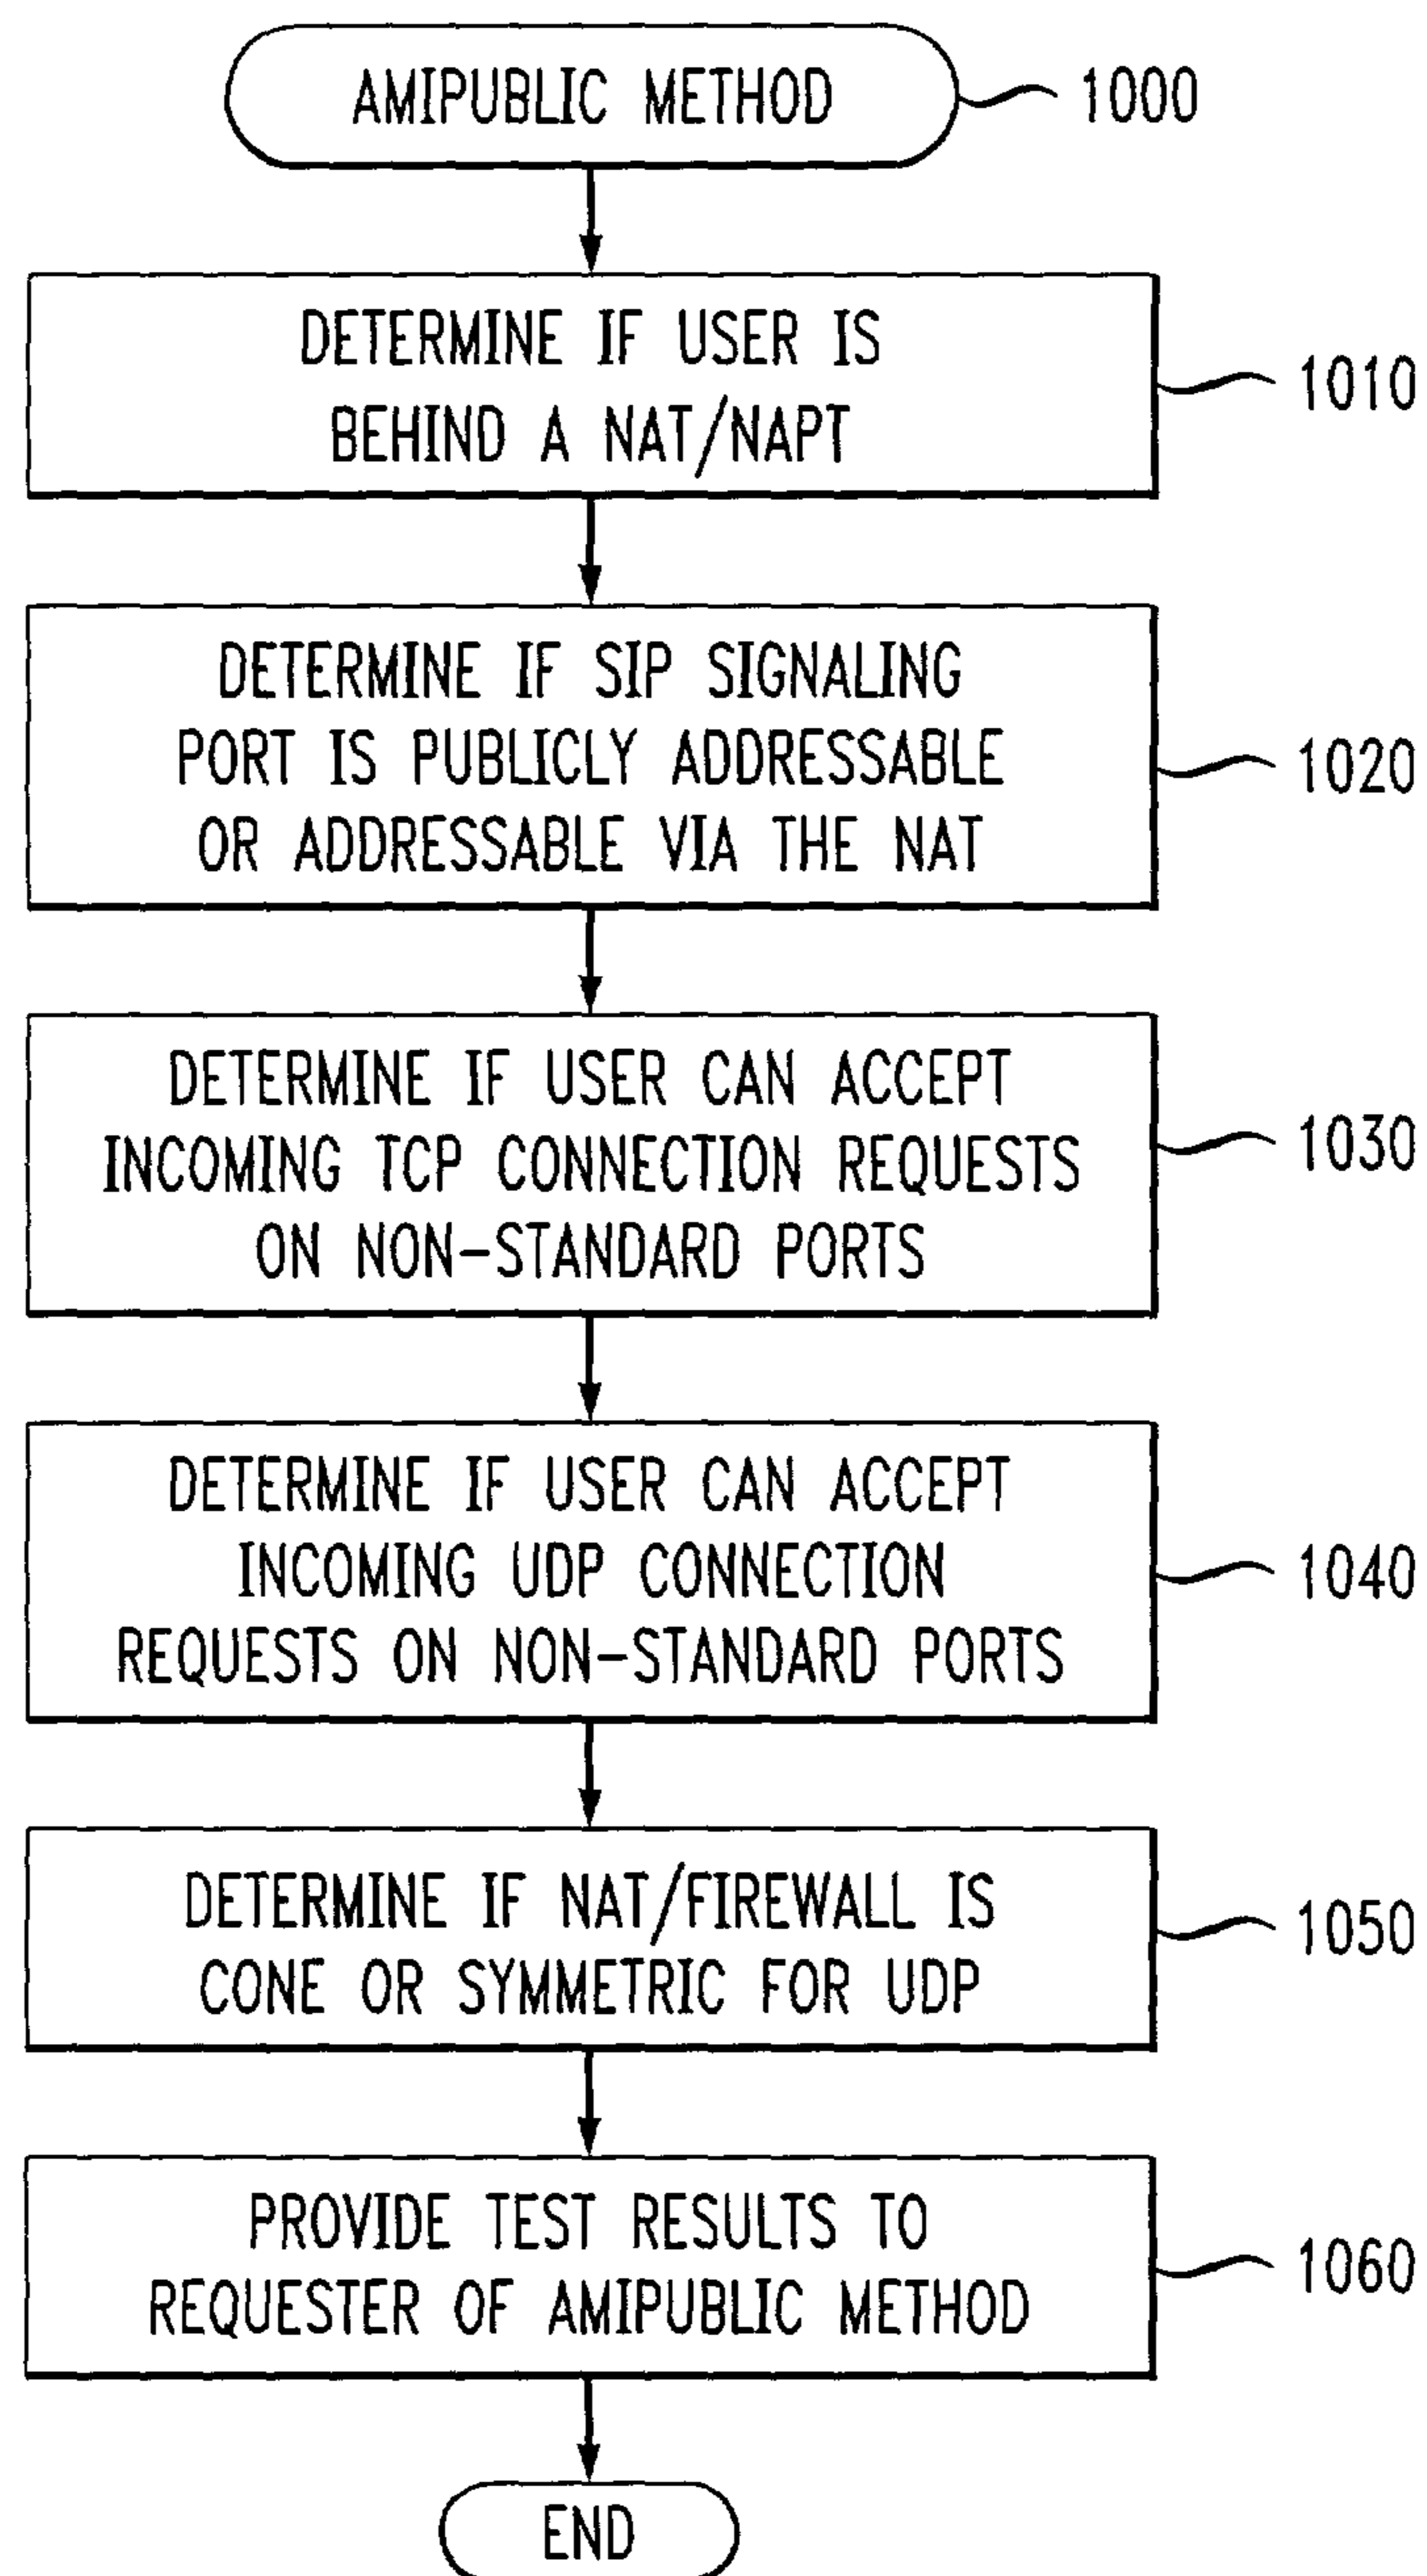 AMIPUBLIC METHOD
1000
DETERMINE IF USER IS
BEHIND A NAT/NAPT
1010
DETERMINE IF SIP SIGNALING
PORT IS PUBLICLY ADDRESSABLE
OR ADDRESSABLE VIA THE NAT
1020
DETERMINE IF USER CAN ACCEPT
INCOMING TCP CONNECTION REQUESTS
ON NON-STANDARD PORTS
1030
DETERMINE IF USER CAN ACCEPT
INCOMING UDP CONNECTION
REQUESTS ON NON-STANDARD PORTS
1040
DETERMINE IF NAT/FIREWALL IS
CONE OR SYMMETRIC FOR UDP
1050
PROVIDE TEST RESULTS TO
REQUESTER OF AMIPUBLIC METHOD
1060
END